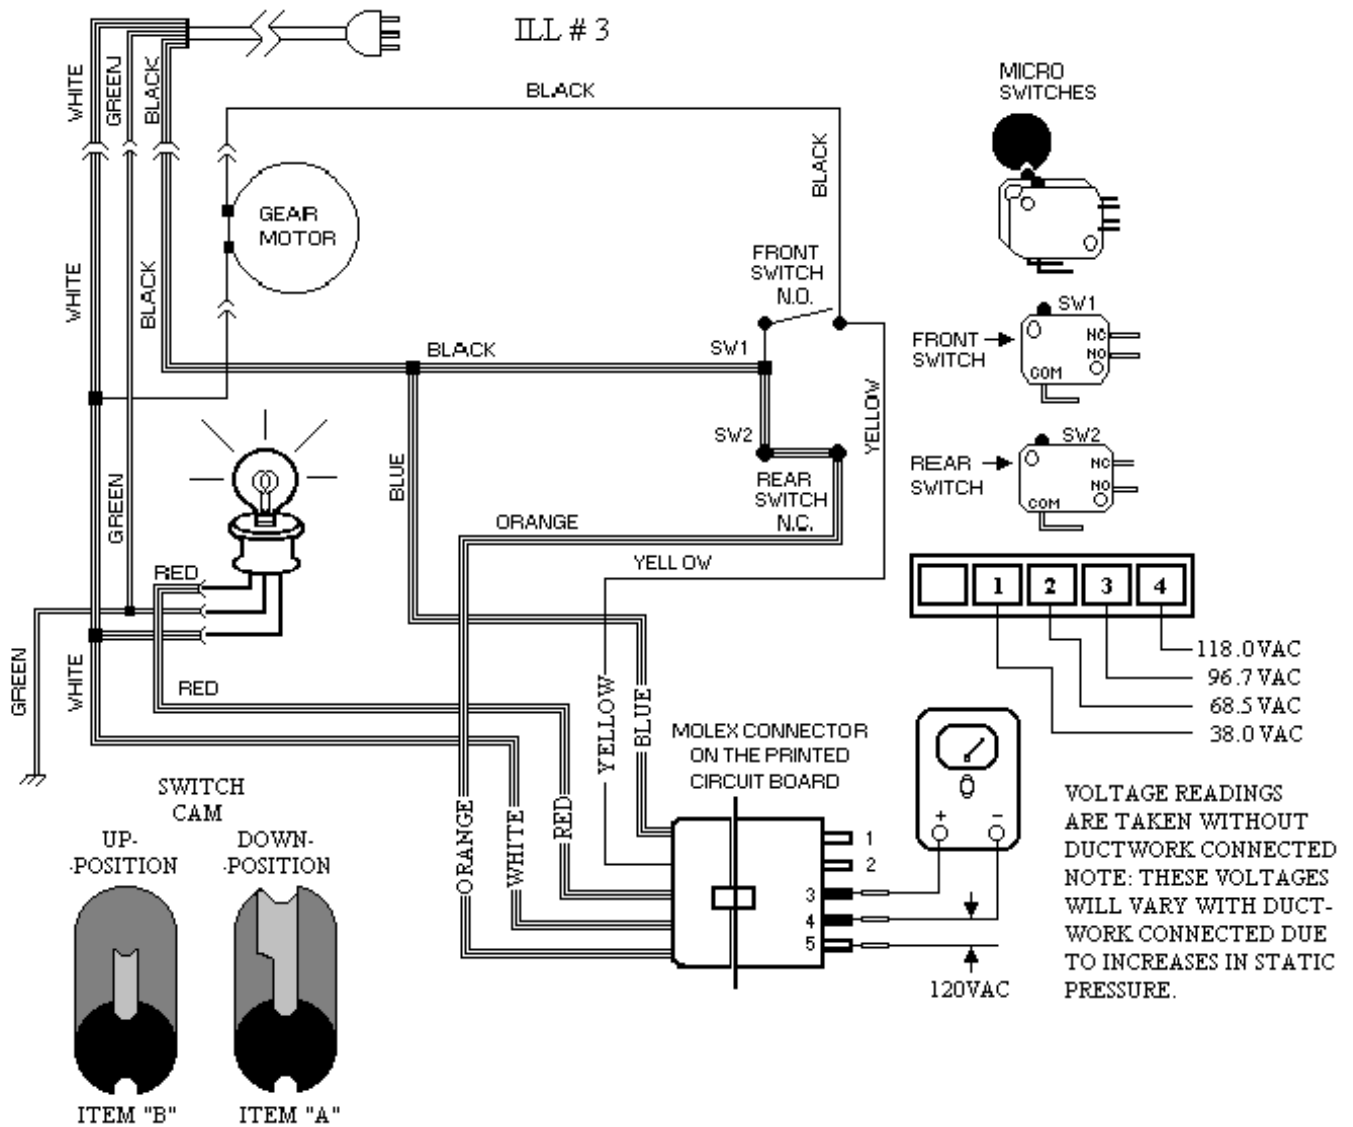 ILL # 3
WHITE
GREEN
BLACK
BLACK
BLACK
MICRO
SWITCHES
GEAR
MOTOR
WHITE
BLACK
FRONT
SWITCH
N.O.
SW1
BLACK
YELLOW
SW1
FRONT
SWITCH
NC
NO
COM
SW2
REAR
SWITCH
N.C.
SW2
REAR
SWITCH
NC
NO
COM
BLUE
GREEN
ORANGE
YELL OW
RED
1
2
3
4
118.0 VAC
96.7 VAC
68.5 VAC
38.0 VAC
GREEN
WHITE
RED
YELLOW
BLUE
MOLEX CONNECTOR
ON THE PRINTED
CIRCUIT BOARD
ORANGE
WHITE
RED
1
2
3
4
5
+
-
120VAC
VOLTAGE READINGS
ARE TAKEN WITHOUT
DUCTWORK CONNECTED
NOTE: THESE VOLTAGES
WILL VARY WITH DUCT-
WORK CONNECTED DUE
TO INCREASES IN STATIC
PRESSURE.
SWITCH
CAM
UP-
-POSITION
DOWN-
-POSITION
ITEM "B"
ITEM "A"